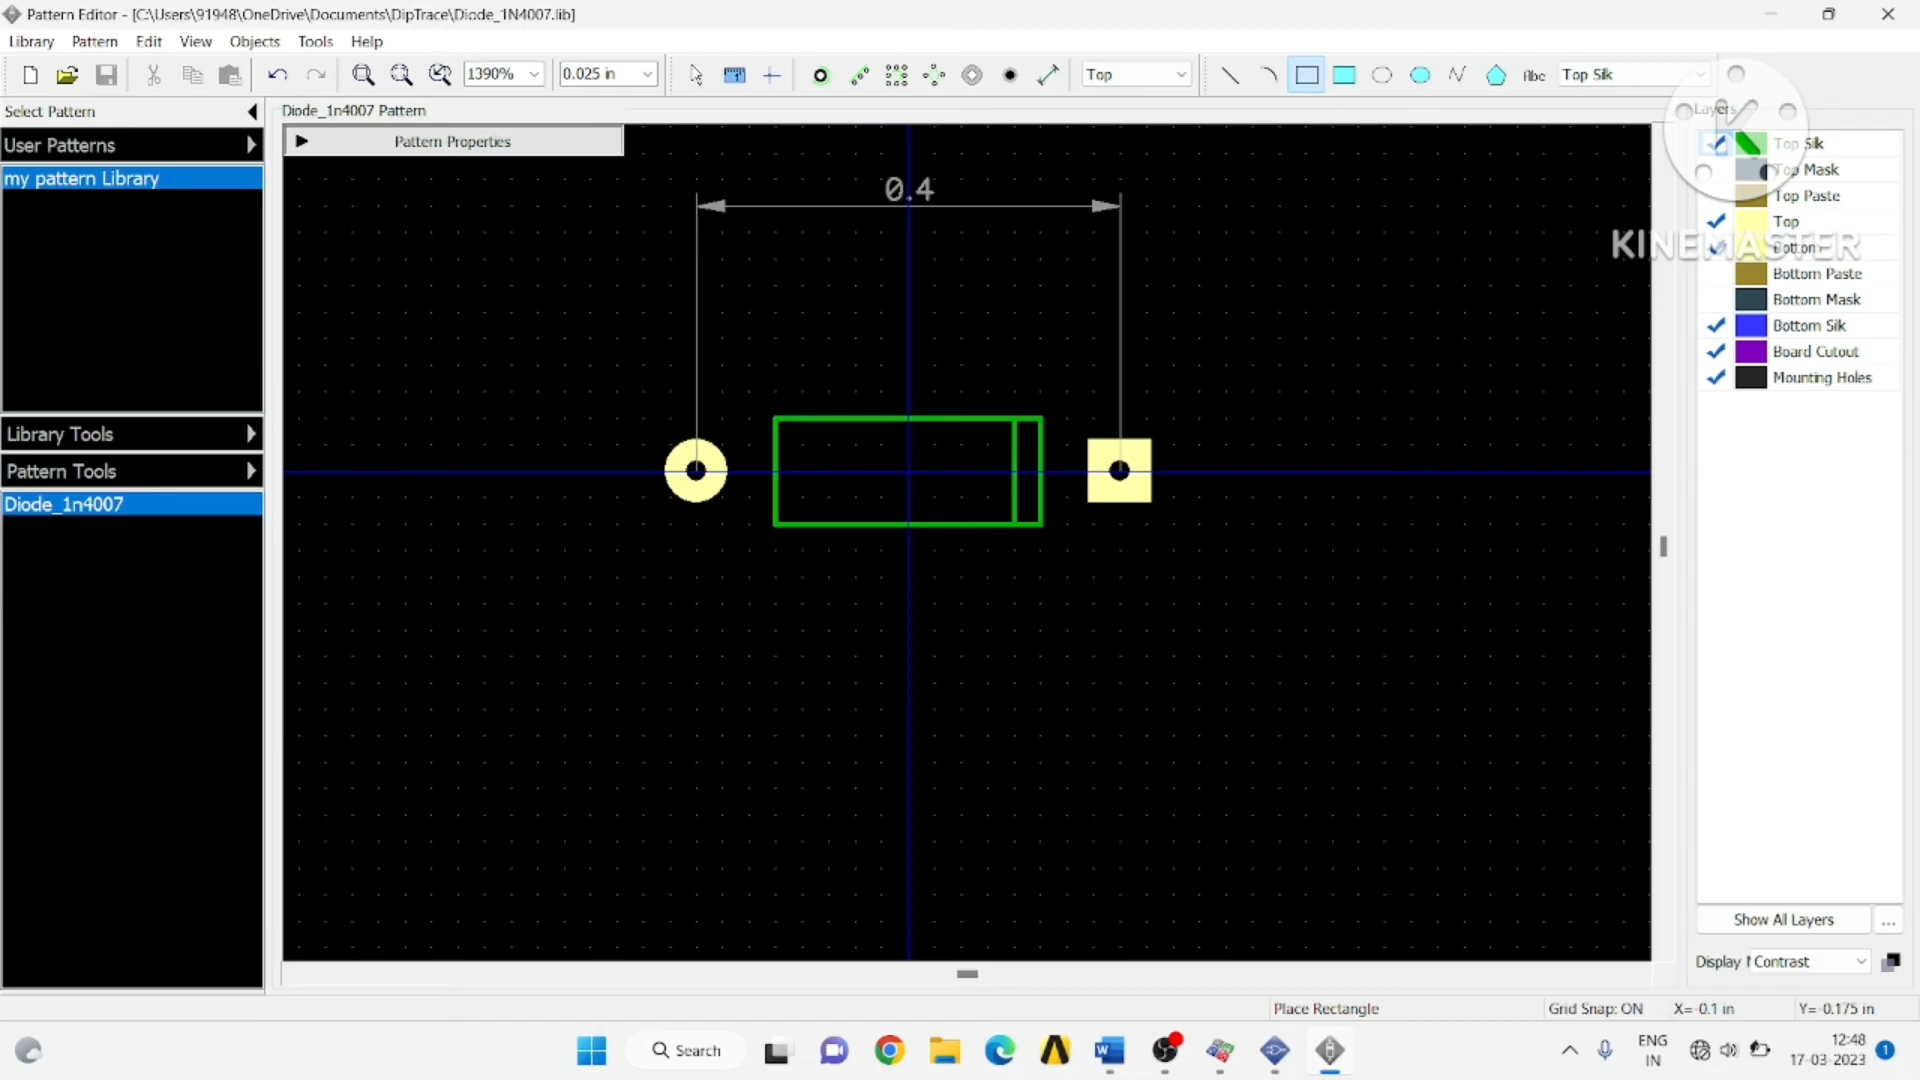 Pattern Editor - [C:\Users\91948\OneDrive\Documents\DipTrace\Diode_1N4007.lib]
Library Pattern Edit View Objects Tools Help
1390% 0.025 in Top Abc Top Silk
Select Pattern
Diode_1n4007 Pattern
Layers
User Patterns
Pattern Properties
my pattern Library
0.4
Top Silk
Top Mask
Top Paste
Top
KINEMASTER
Bottom
Bottom Paste
Bottom Mask
Bottom Silk
Board Cutout
Mounting Holes
Library Tools
Pattern Tools
Diode_1n4007
Show All Layers ...
Display Contrast
Place Rectangle Grid Snap: ON X=-0.1 in Y=-0.175 in
Search
ENG
IN
12:48
17-03-2023
1